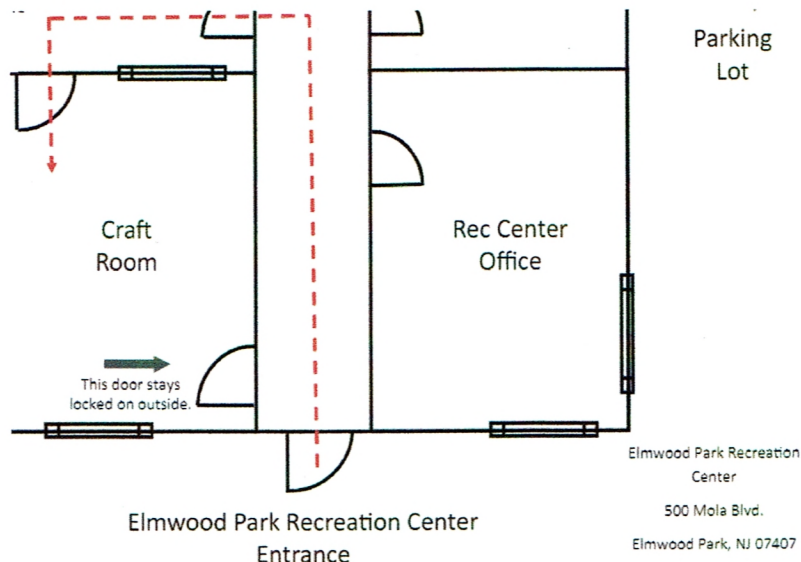 Parking
Lot
Craft
Room
Rec Center
Office
This door stays
locked on outside.
Elmwood Park Recreation
Center
500 Mola Blvd.
Elmwood Park, NJ 07407
Elmwood Park Recreation Center
Entrance